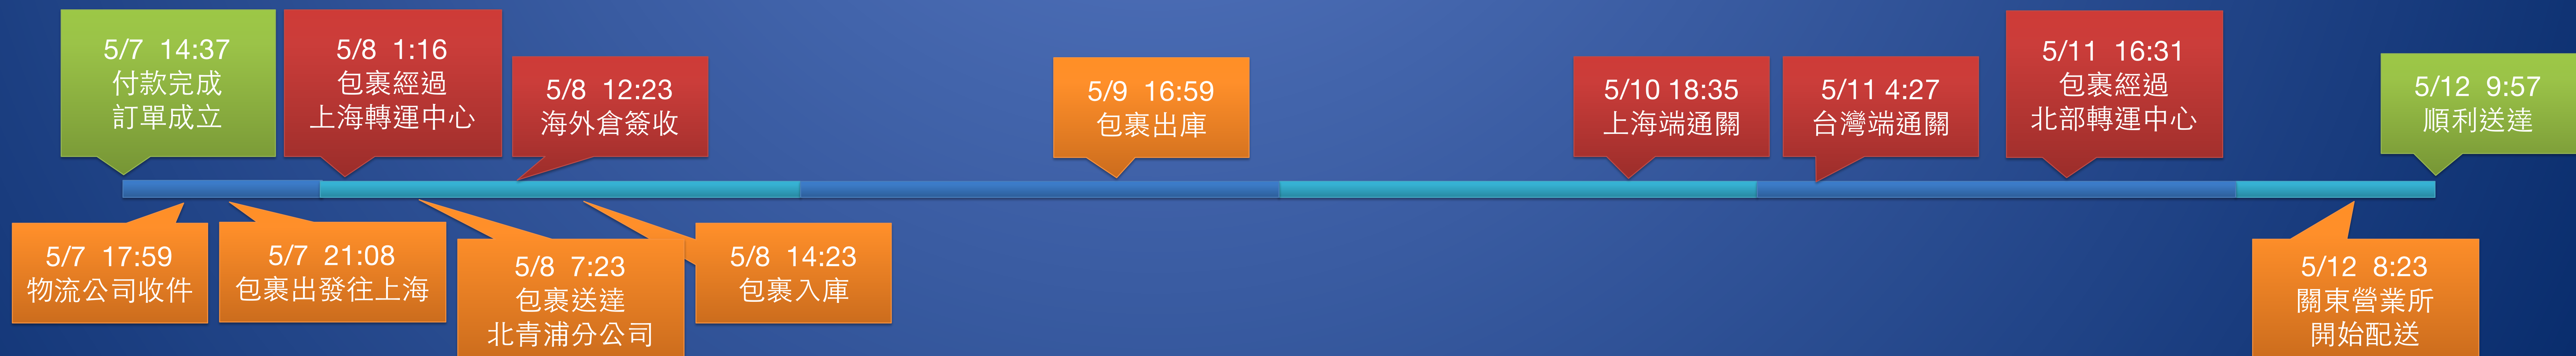 5/7 14:37
付款完成
訂單成立
5/8 1:16
包裹經過
上海轉運中心
5/8 12:23
海外倉簽收
5/9 16:59
包裹出庫
5/10 18:35
上海端通關
5/11 4:27
台灣端通關
5/11 16:31
包裹經過
北部轉運中心
5/12 9:57
順利送達
5/7 17:59
物流公司收件
5/7 21:08
包裹出發往上海
5/8 7:23
包裹送達
北青浦分公司
5/8 14:23
包裹入庫
5/12 8:23
關東營業所
開始配送